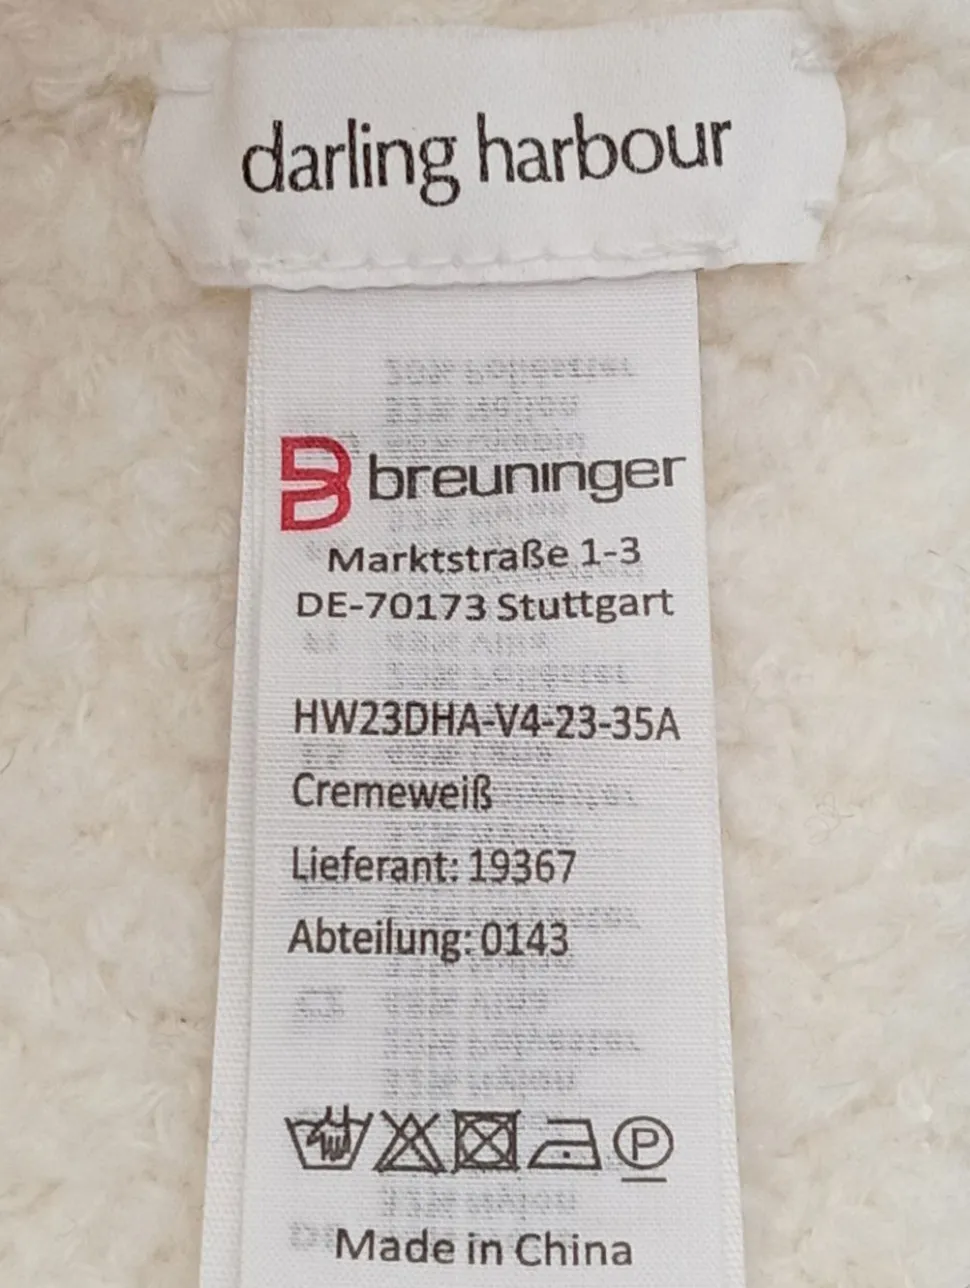 darling harbour
breuninger
Marktstraße 1-3
DE-70173 Stuttgart
HW23DHA-V4-23-35A
Cremeweiß
Lieferant: 19367
Abteilung: 0143
P
Made in China